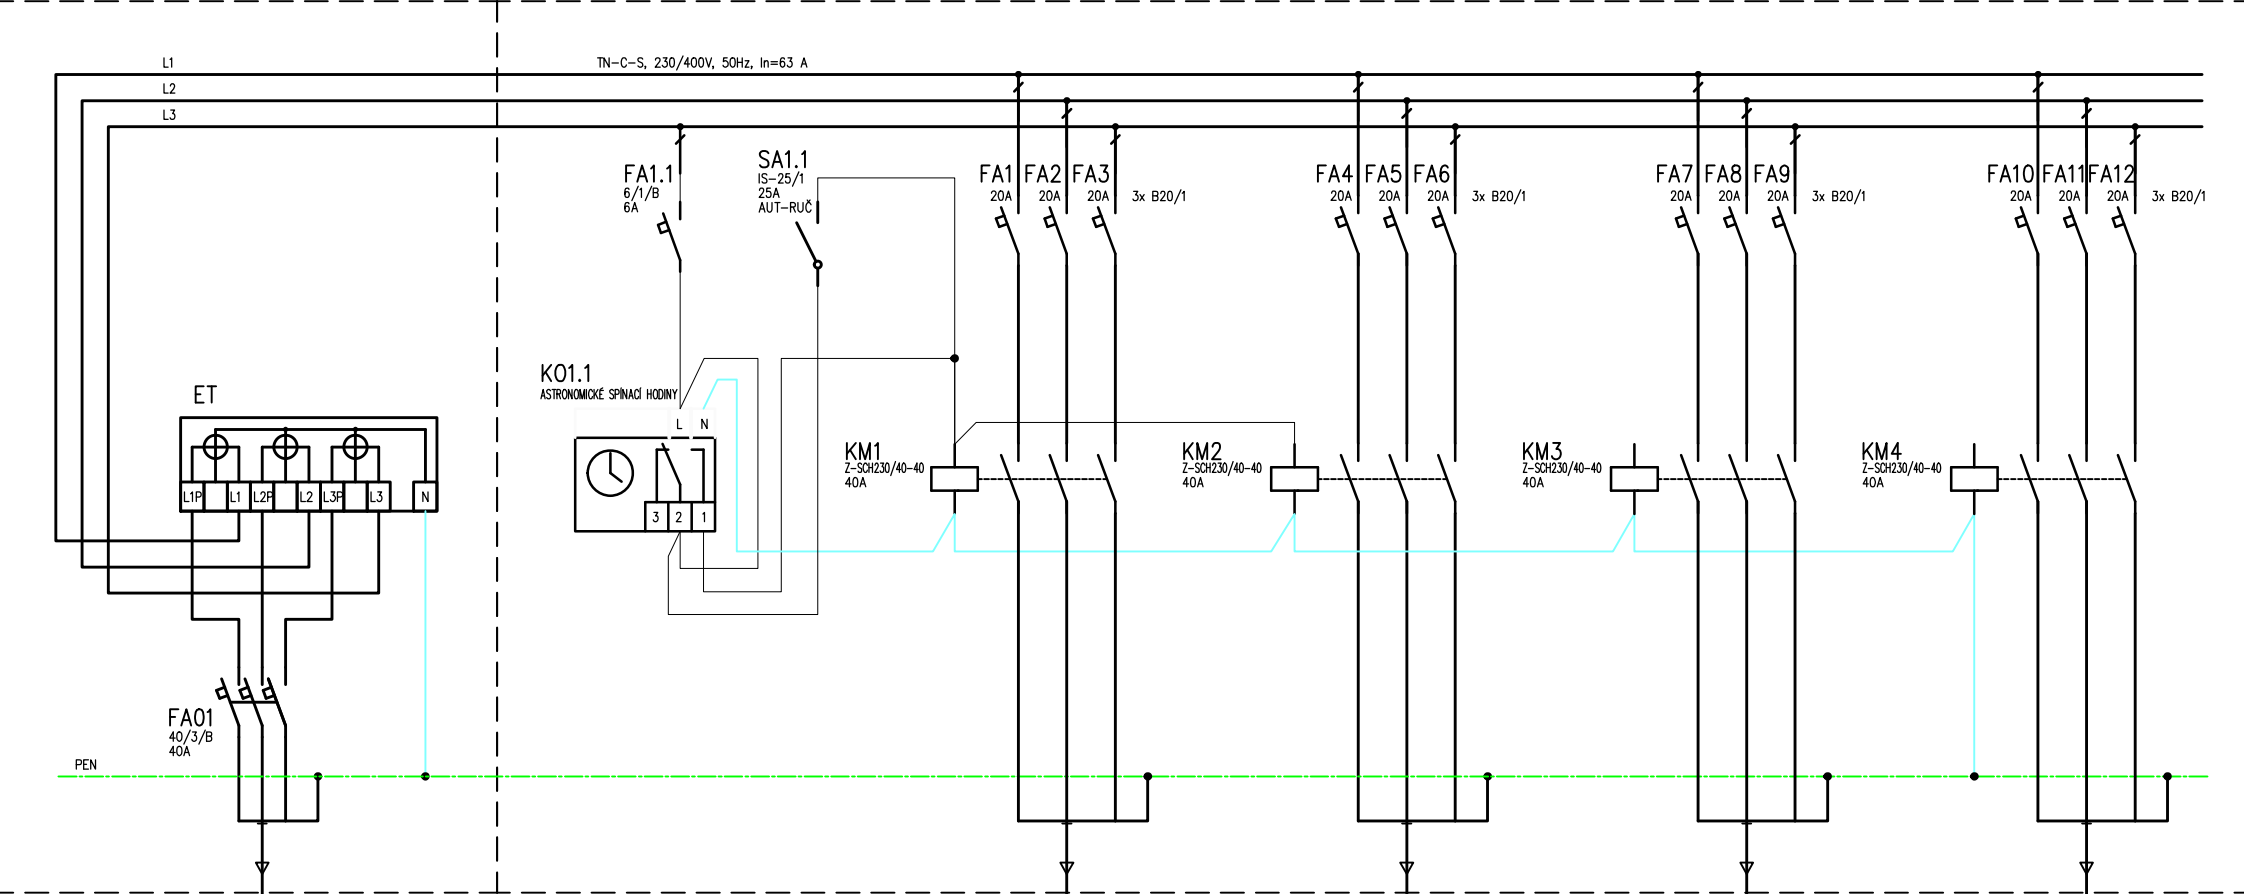 L1
TN-C-S, 230/400V, 50Hz, In=63 A
L2
L3
FA1.1
6/1/B
6A
SA1.1
IS-25/1
25A
AUT-RUČ
FA1 FA2 FA3
20A 20A 20A 3x B20/1
FA4 FA5 FA6
20A 20A 20A 3x B20/1
FA7 FA8 FA9
20A 20A 20A 3x B20/1
FA10 FA11 FA12
20A 20A 20A 3x B20/1
ET
L1P L1 L2P L2 L3P L3 N
KO1.1
ASTRONOMICKÉ SPÍNACÍ HODINY
L N
3 2 1
KM1
Z-SCH230/40-40
40A
KM2
Z-SCH230/40-40
40A
KM3
Z-SCH230/40-40
40A
KM4
Z-SCH230/40-40
40A
FA01
40/3/B
40A
PEN